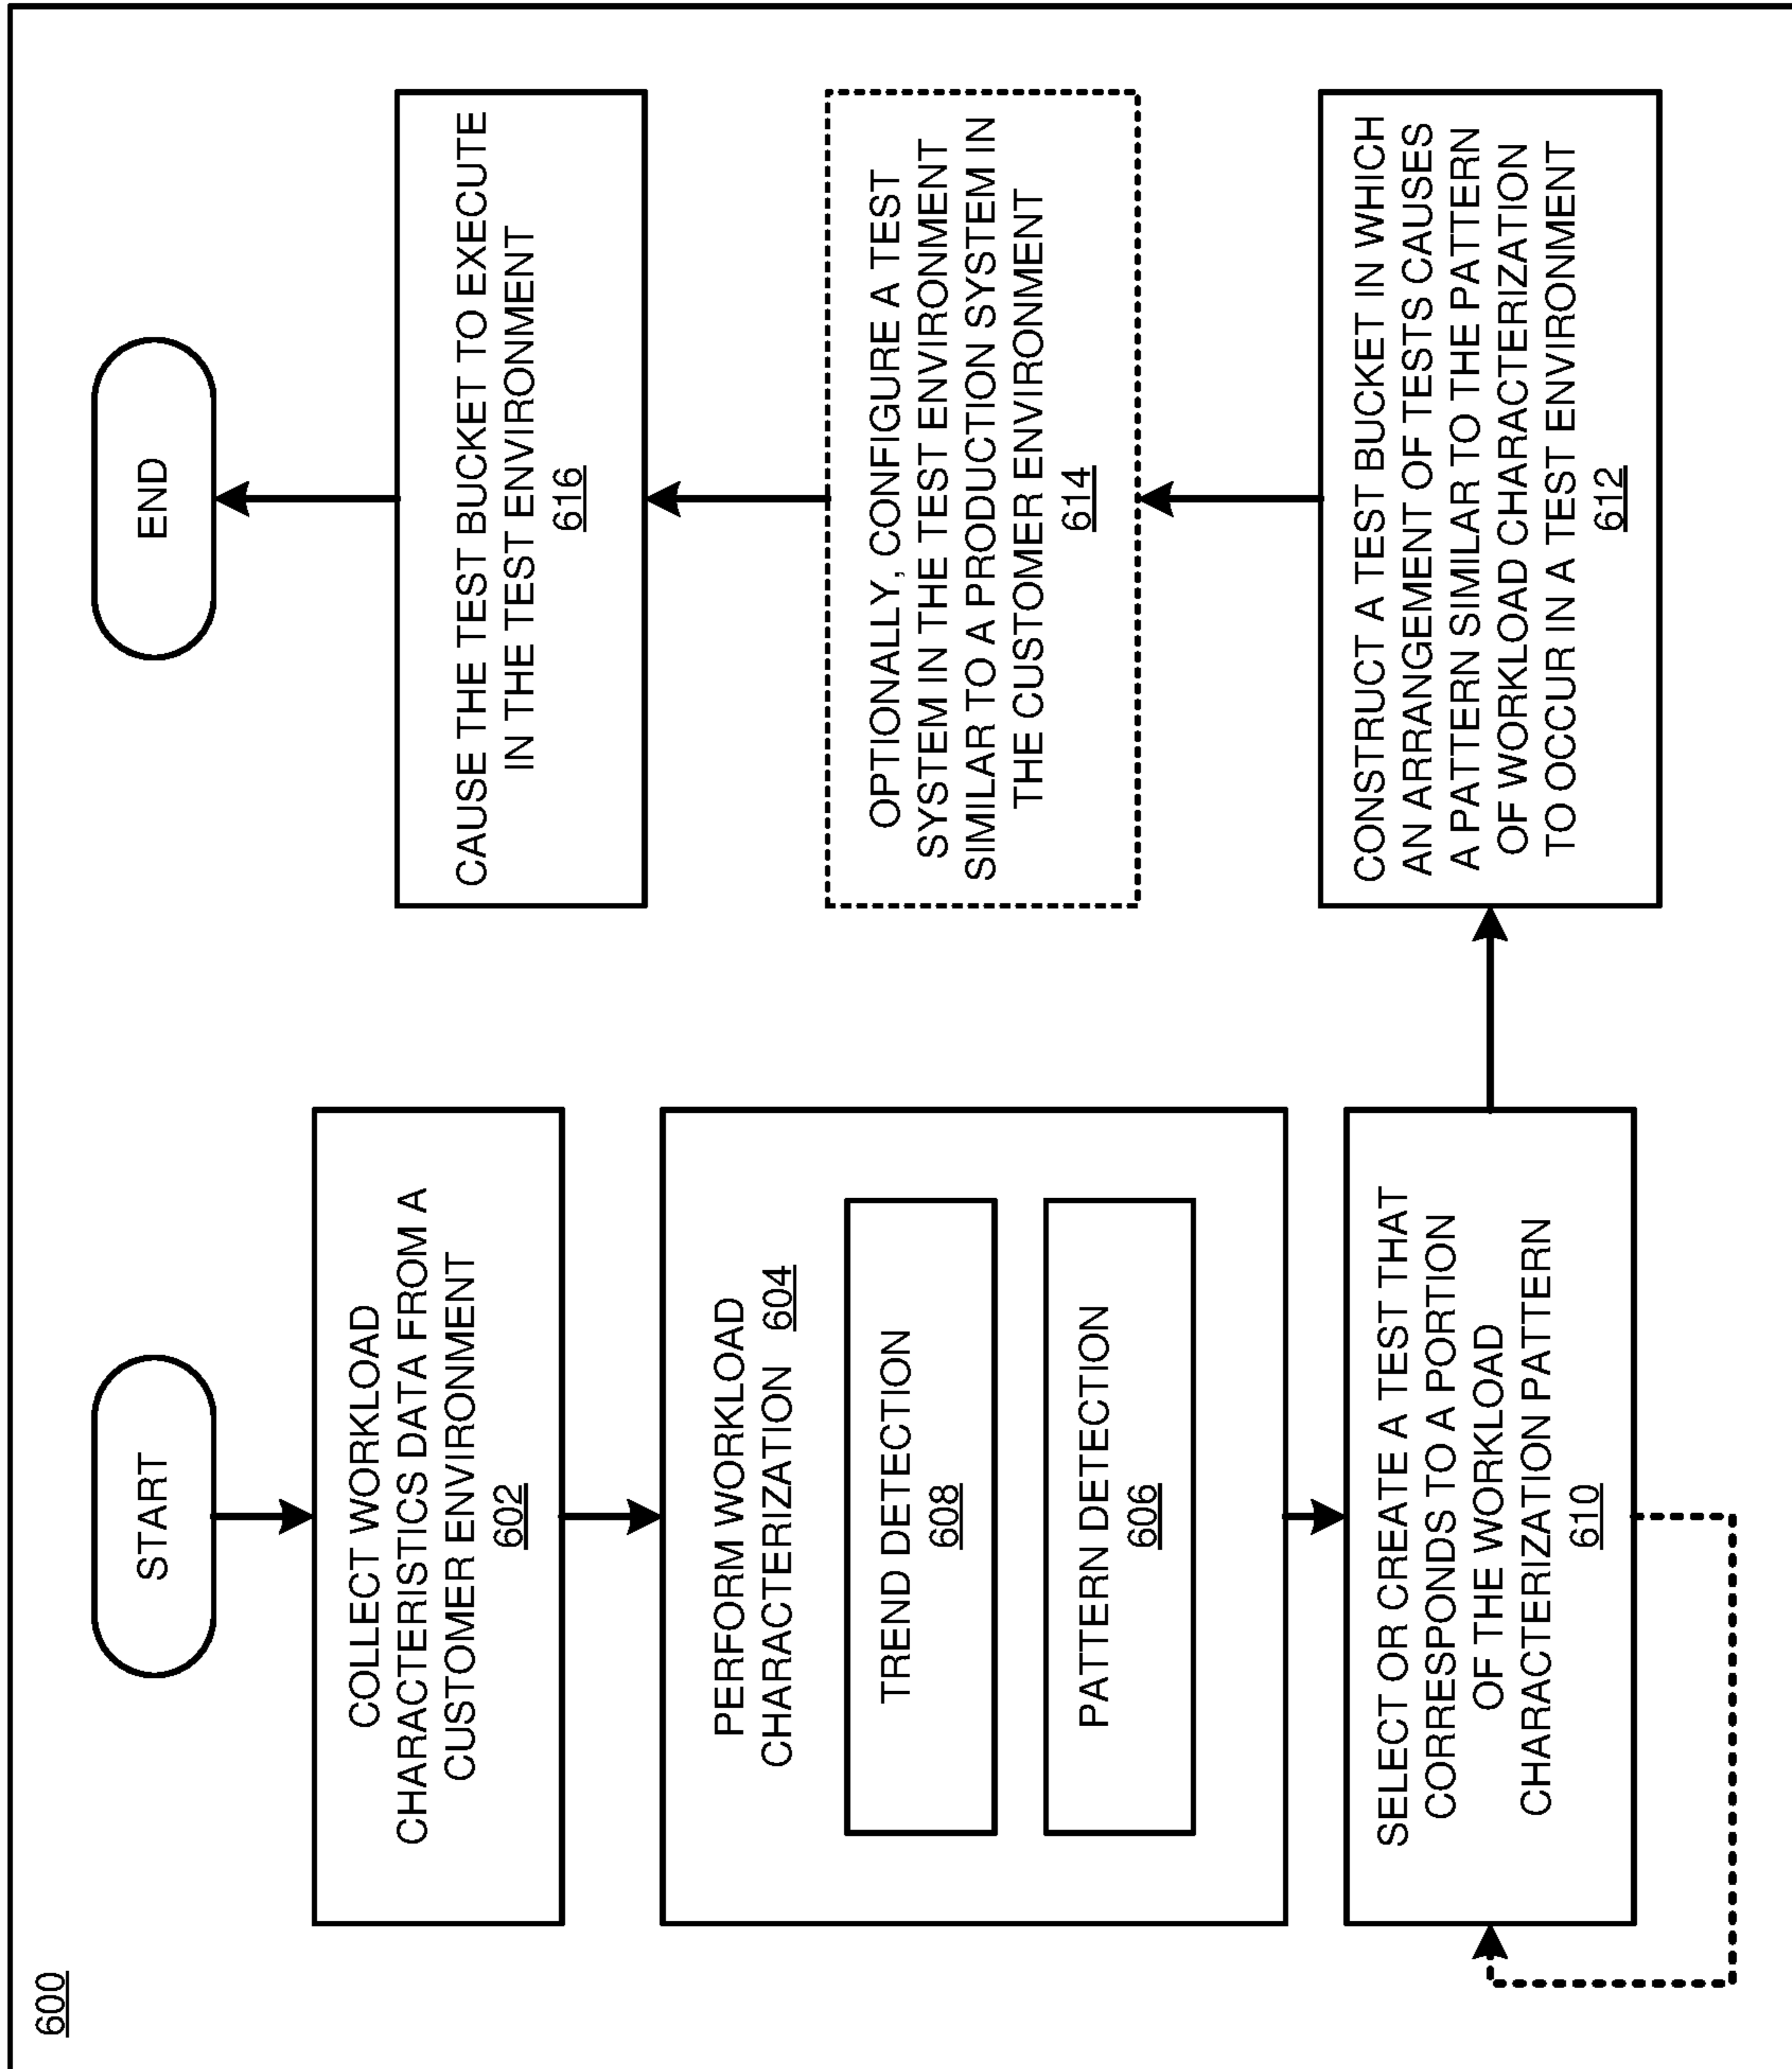 600
START
COLLECT WORKLOAD
CHARACTERISTICS DATA FROM A
CUSTOMER ENVIRONMENT
602
PERFORM WORKLOAD
CHARACTERIZATION 604
TREND DETECTION
608
PATTERN DETECTION
606
SELECT OR CREATE A TEST THAT
CORRESPONDS TO A PORTION
OF THE WORKLOAD
CHARACTERIZATION PATTERN
610
CONSTRUCT A TEST BUCKET IN WHICH
AN ARRANGEMENT OF TESTS CAUSES
A PATTERN SIMILAR TO THE PATTERN
OF WORKLOAD CHARACTERIZATION
TO OCCUR IN A TEST ENVIRONMENT
612
OPTIONALLY, CONFIGURE A TEST
SYSTEM IN THE TEST ENVIRONMENT
SIMILAR TO A PRODUCTION SYSTEM IN
THE CUSTOMER ENVIRONMENT
614
CAUSE THE TEST BUCKET TO EXECUTE
IN THE TEST ENVIRONMENT
616
END